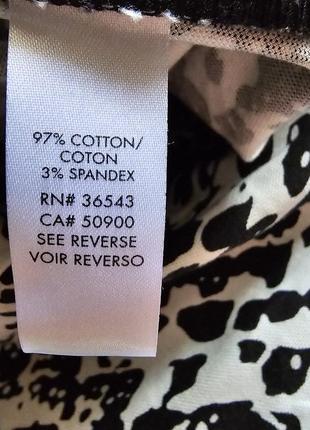 97% COTTON/
COTON
3% SPANDEX
RN# 36543
CA# 50900
SEE REVERSE
VOIR REVERSO